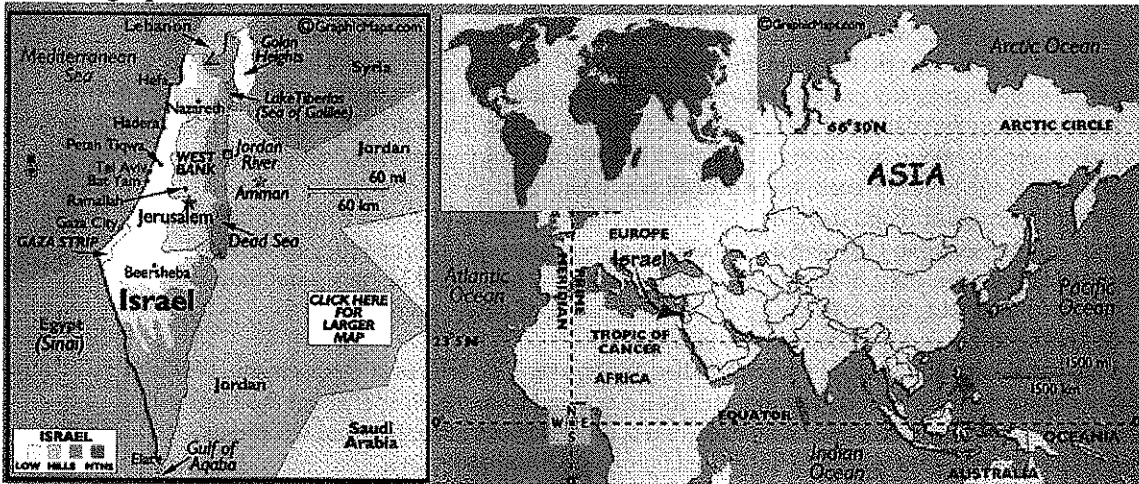 Lebanon
©GraphicMaps.com
Mediterranean
Sea
Golan
Heights
Syria
Haifa
Nazareth
Lake Tiberias
(Sea of Galilee)
Hadera
Petah Tiqwa
WEST
BANK
Jordan
River
Jordan
Tel Aviv
Bat Yam
60 mi
Amman
60 km
Ramallah
Jerusalem
Gaza City
GAZA STRIP
Dead Sea
Beersheba
Israel
CLICK HERE
FOR
LARGER
MAP
Egypt
(Sinai)
Jordan
Saudi
Arabia
ISRAEL
LOW HILLS MTNS
Elat
Gulf of
Aqaba
©GraphicMaps.com
Arctic Ocean
66°30'N
ARCTIC CIRCLE
ASIA
EUROPE
Israel
Atlantic
Ocean
PRIME
MERIDIAN
Pacific
Ocean
23°5'N
TROPIC OF
CANCER
AFRICA
1500 mi
1500 km
0°
N
W E
S
EQUATOR
OCEANIA
Indian
Ocean
AUSTRALIA